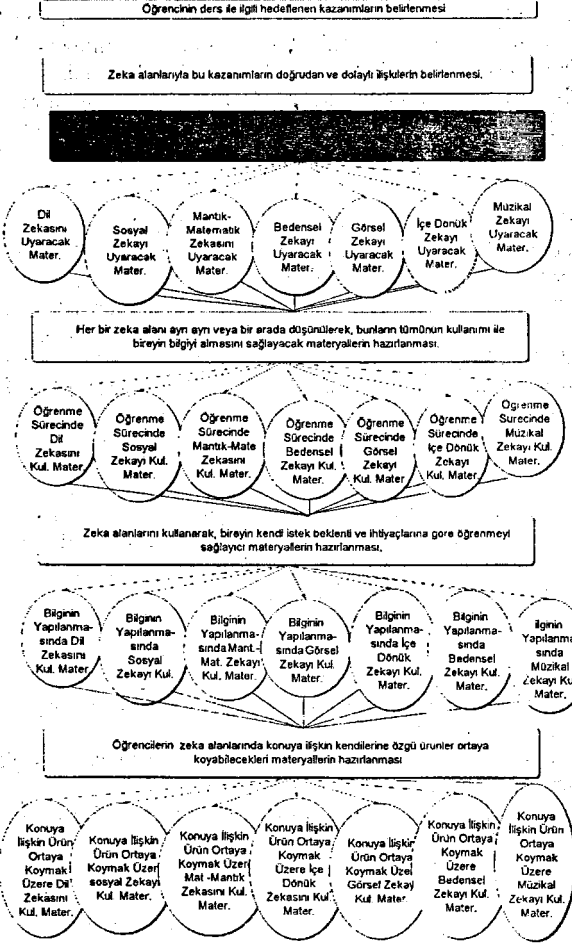 Öğrencinin ders ile ilgili hedeflenen kazanımların belirlenmesi
Zeka alanlarıyla bu kazanımların doğrudan ve dolaylı ilişkilerin belirlenmesi.
Dil
Zekasını
Uyaracak
Mater.
Sosyal
Zekayı
Uyaracak
Mater.
Mantık-
Matematik
Zekasını
Uyaracak
Mater.
Bedensel
Zekayı
Uyaracak
Mater.
Görsel
Zekayı
Uyaracak
Mater.
İçe Dönük
Zekayı
Uyaracak
Mater.
Müzikal
Zekayı
Uyaracak
Mater.
Her bir zeka alanı ayrı ayrı veya bir arada düşünülerek, bunların tümünün kullanımı ile
bireyin bilgiyi almasını sağlayacak materyallerin hazırlanması.
Öğrenme
Sürecinde
Dil
Zekasını
Kul. Mater.
Öğrenme
Sürecinde
Sosyal
Zekayı Kul.
Mater.
Öğrenme
Sürecinde
Mantık-Mate
Zekasını
Kul. Mater.
Öğrenme
Sürecinde
Bedensel
Zekayı Kul.
Mater.
Öğrenme
Sürecinde
Görsel
Zekayı
Kul. Mater
Öğrenme
Sürecinde
İçe Dönük
Zekayı
Kul. Mater.
Öğrenme
Sürecinde
Müzikal
Zekayı Kul.
Mater.
Zeka alanlarını kullanarak, bireyin kendi istek beklenti ve ihtiyaçlarına göre öğrenmeyi
sağlayıcı materyallerin hazırlanması.
Bilginin
Yapılanma-
sında Dil
Zekasını
Kul. Mater
Bilginin
Yapılanma-
sında
Sosyal
Zekayı Kul.
Bilginin
Yapılanma-
sında Mant.-
Mat. Zekayı
Kul. Mater.
Bilginin
Yapılanma-
sında Görsel
Zekayı Kul.
Mater.
Bilginin
Yapılanma-
sında İçe
Dönük
Zekayı Kul.
Mater.
Bilginin
Yapılanma-
sında
Bedensel
Zekayı Kul.
Mater.
ilginin
Yapılanma
sında
Müzikal
Zekayı Kul.
Mater.
Öğrencilerin zeka alanlarında konuya ilişkin kendilerine özgü ürünler ortaya
koyabilecekleri materyallerin hazırlanması
Konuya
İlişkin Ürün
Ortaya
Koymak
Üzere Dil
Zekasını
Kul. Mater.
Konuya İlişkin
Ürün Ortaya
Koymak Üzer
sosyal Zekayı
Kul. Mater.
Konuya İlişkin
Ürün Ortaya
Koymak Üzer
Mat.-Mantık
Zekasını Kul.
Mater.
Konuya İlişkin
Ürün Ortaya
Koymak
Üzere İçe
Dönük
Zekasını Kul.
Mater.
Konuya İlişkin
Ürün Ortaya
Koymak Üzer
Görsel Zekay
Kul. Mater.
Konuya İlişkin
Ürün Ortaya
Koymak
Üzere
Bedensel
Zekayı Kul.
Mater.
Konuya
İlişkin Ürün
Ortaya
Koymak
Üzere
Müzikal
Zekayı Kul.
Mater.